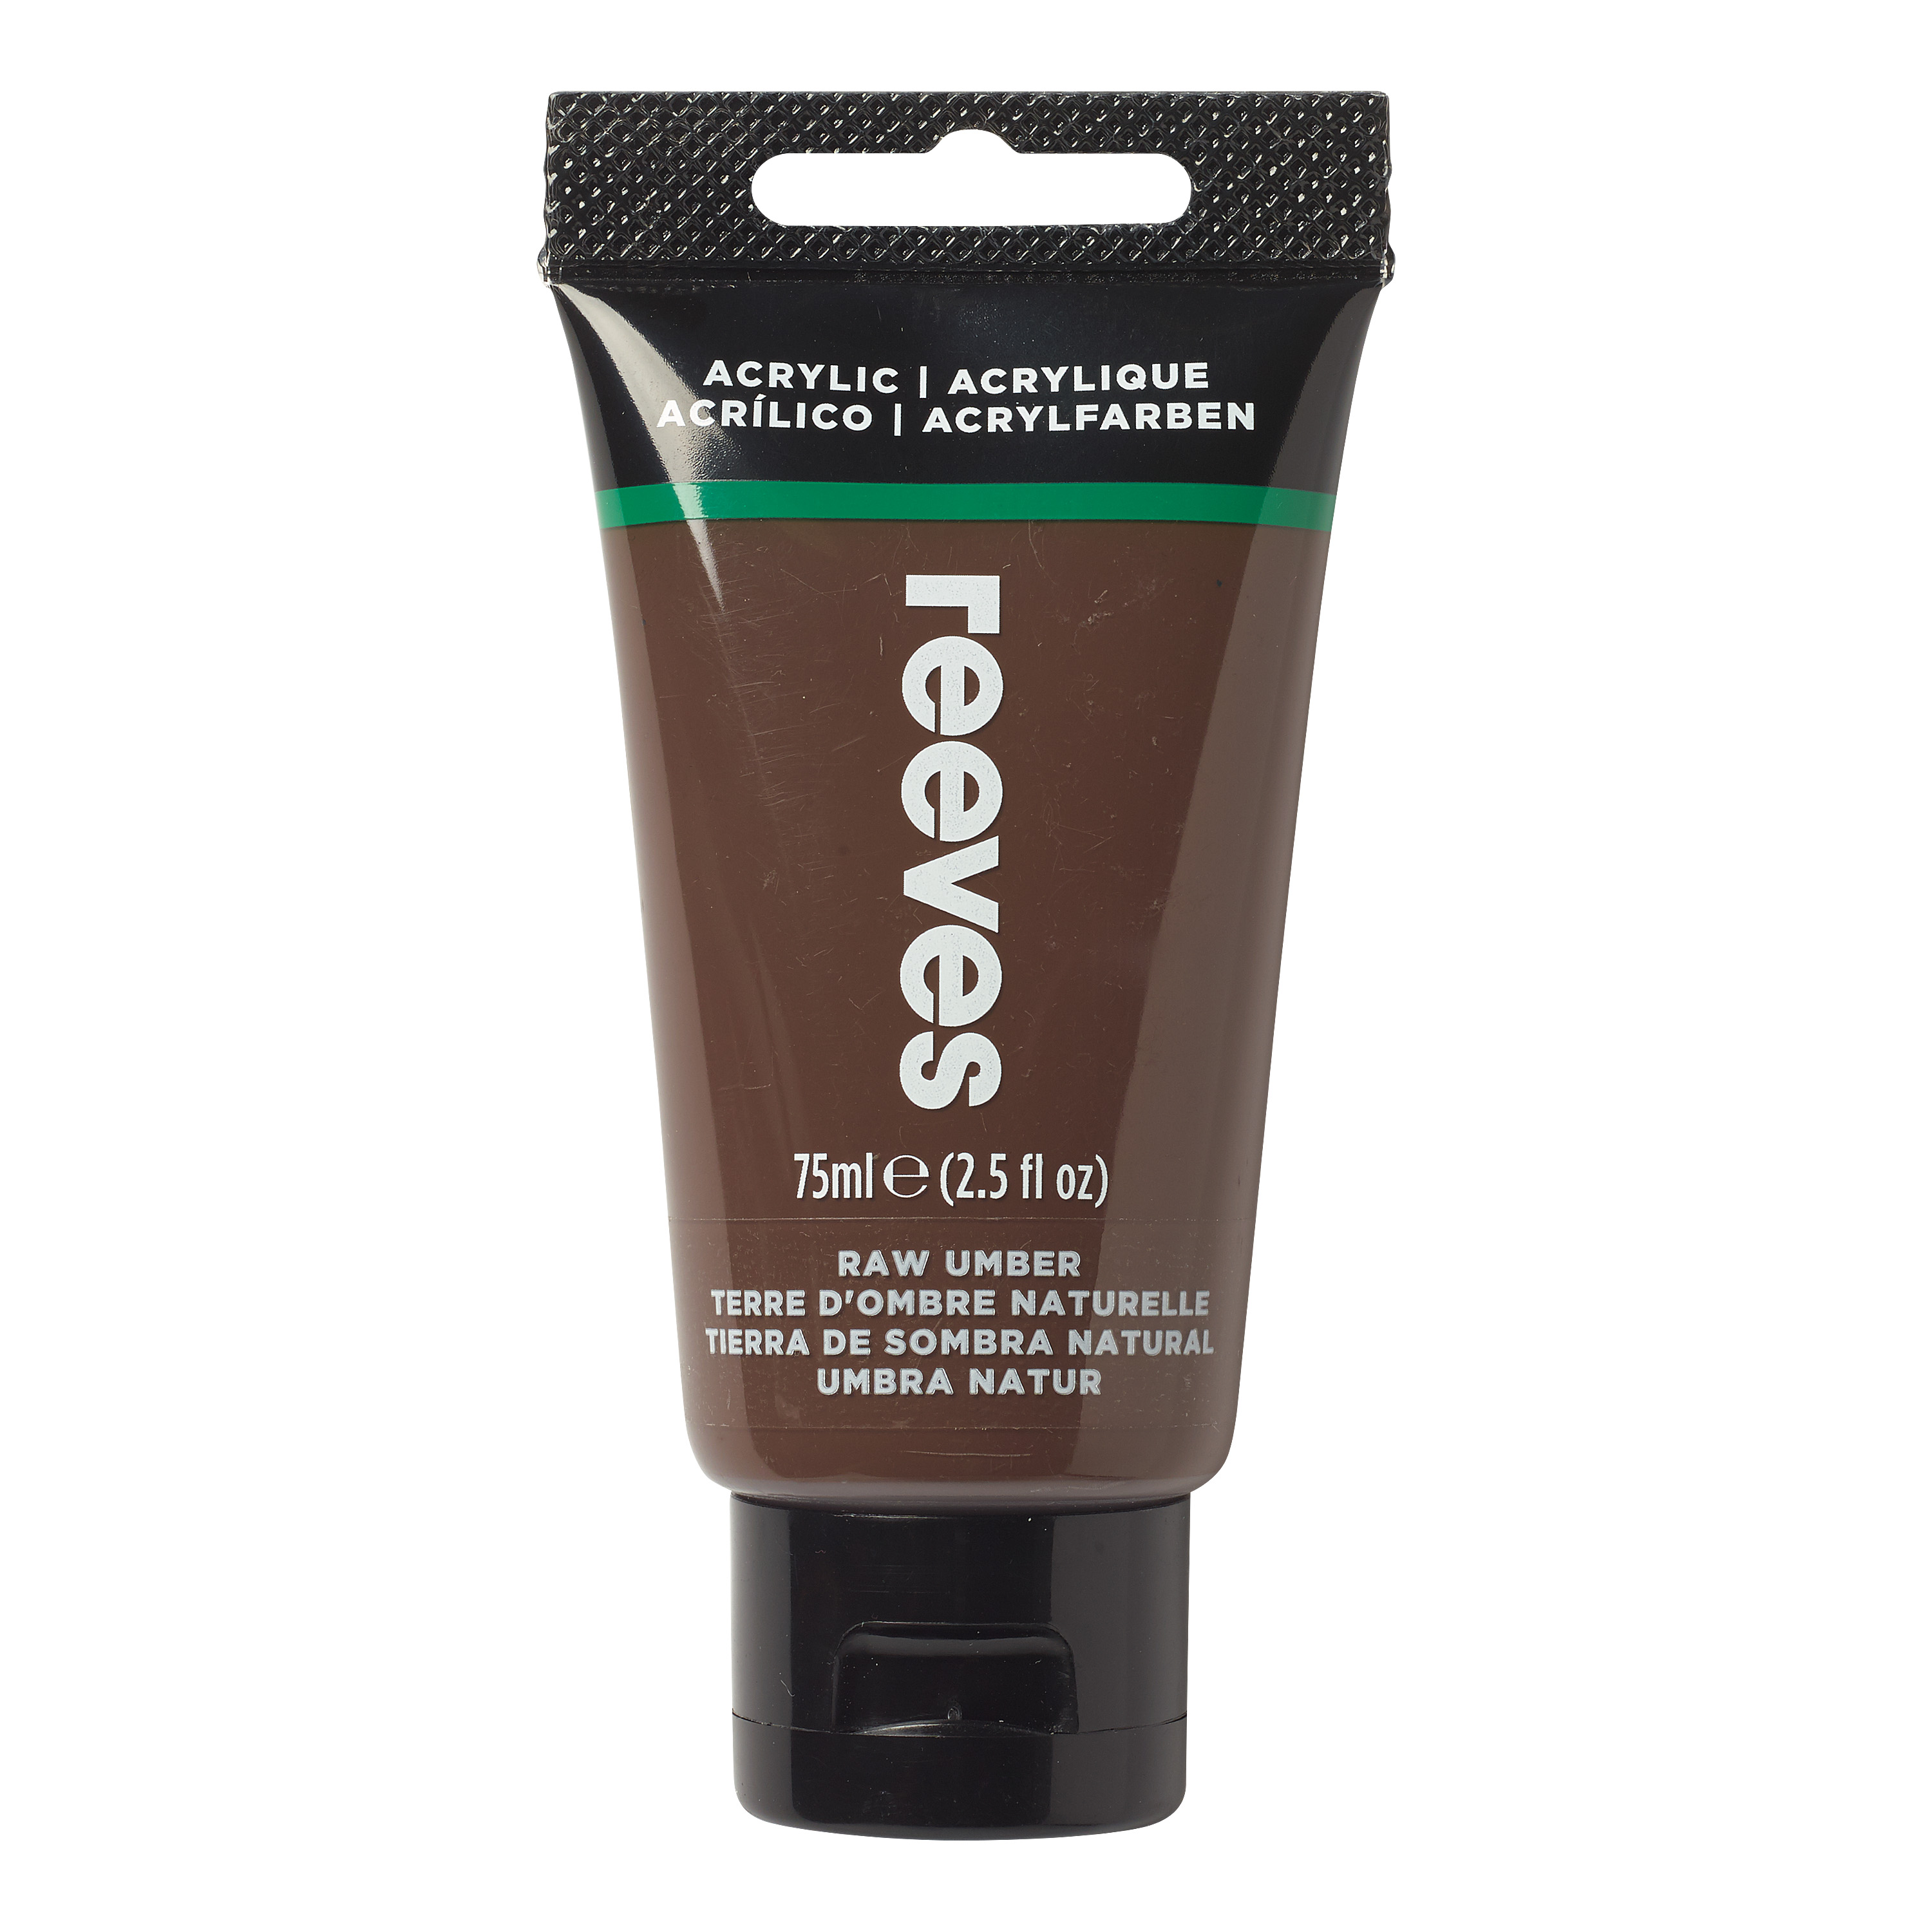 ACRYLIC | ACRYLIQUE
ACRÍLICO | ACRYLFARBEN
reeves
75ml℮(2.5 fl oz)
RAW UMBER
TERRE D'OMBRE NATURELLE
TIERRA DE SOMBRA NATURAL
UMBRA NATUR